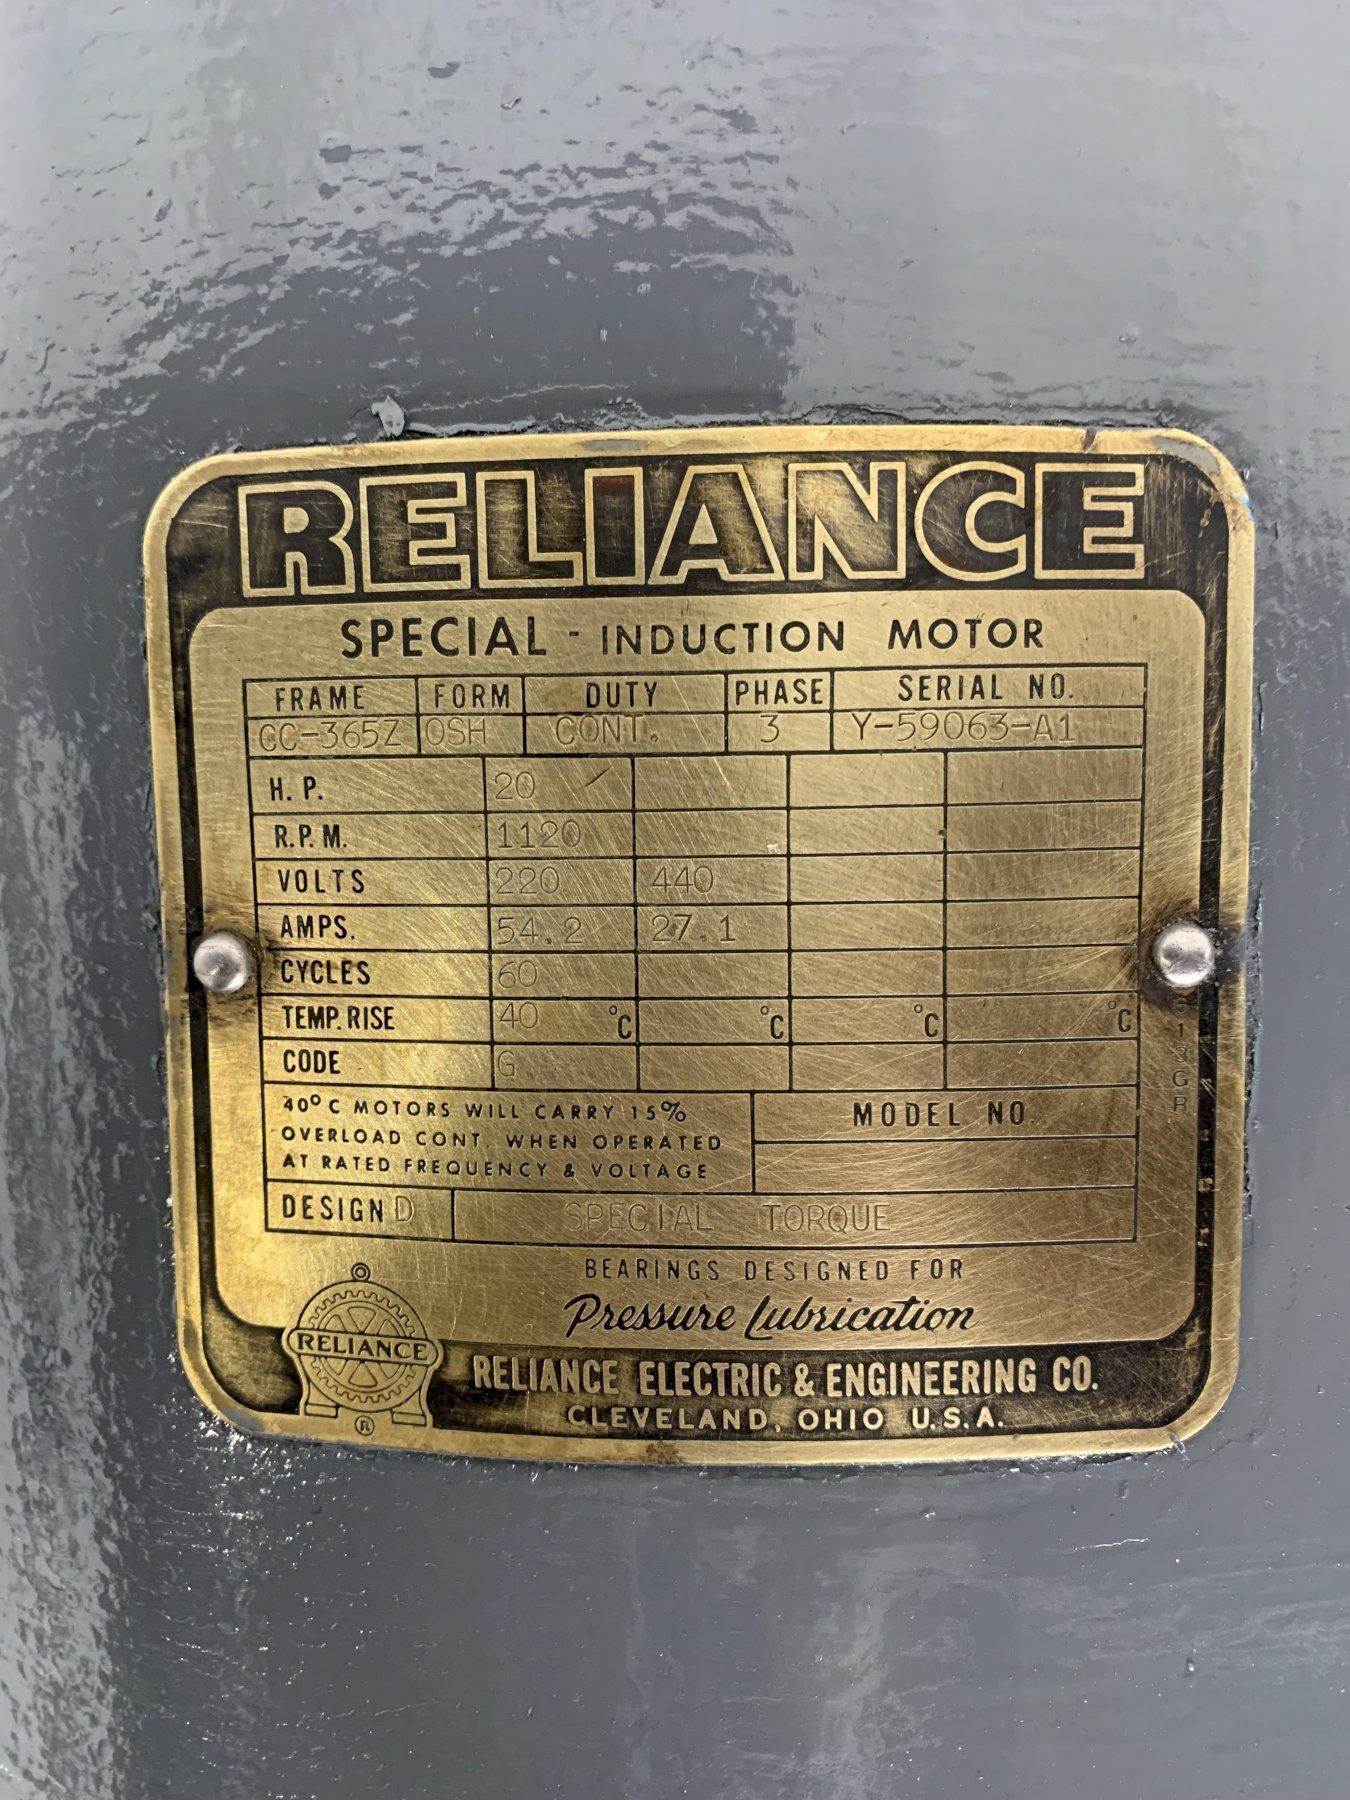 RELIANCE
SPECIAL - INDUCTION MOTOR
FRAME FORM DUTY PHASE SERIAL NO.
GC-365Z OSH CONT. 3 Y-59063-A1
H. P. 20
R.P.M. 1120
VOLTS 220 440
AMPS. 54.2 27.1
CYCLES 60
TEMP. RISE 40 °C °C °C °C
CODE G
40°C MOTORS WILL CARRY 15%
OVERLOAD CONT. WHEN OPERATED
AT RATED FREQUENCY & VOLTAGE
MODEL NO.
DESIGN D SPECIAL TORQUE
BEARINGS DESIGNED FOR
Pressure Lubrication
RELIANCE
®
RELIANCE ELECTRIC & ENGINEERING CO.
CLEVELAND, OHIO U.S.A.